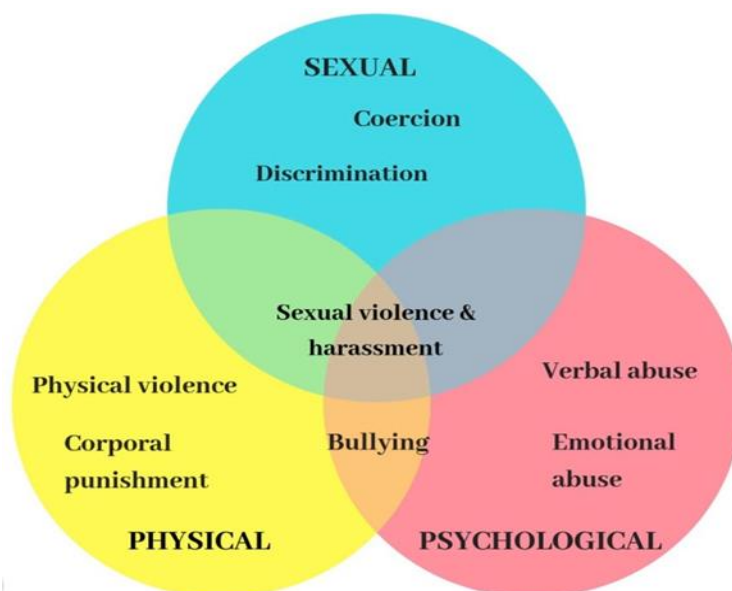 SEXUAL
Coercion
Discrimination
Sexual violence &
harassment
Physical violence
Corporal
punishment
PHYSICAL
Bullying
Verbal abuse
Emotional
abuse
PSYCHOLOGICAL